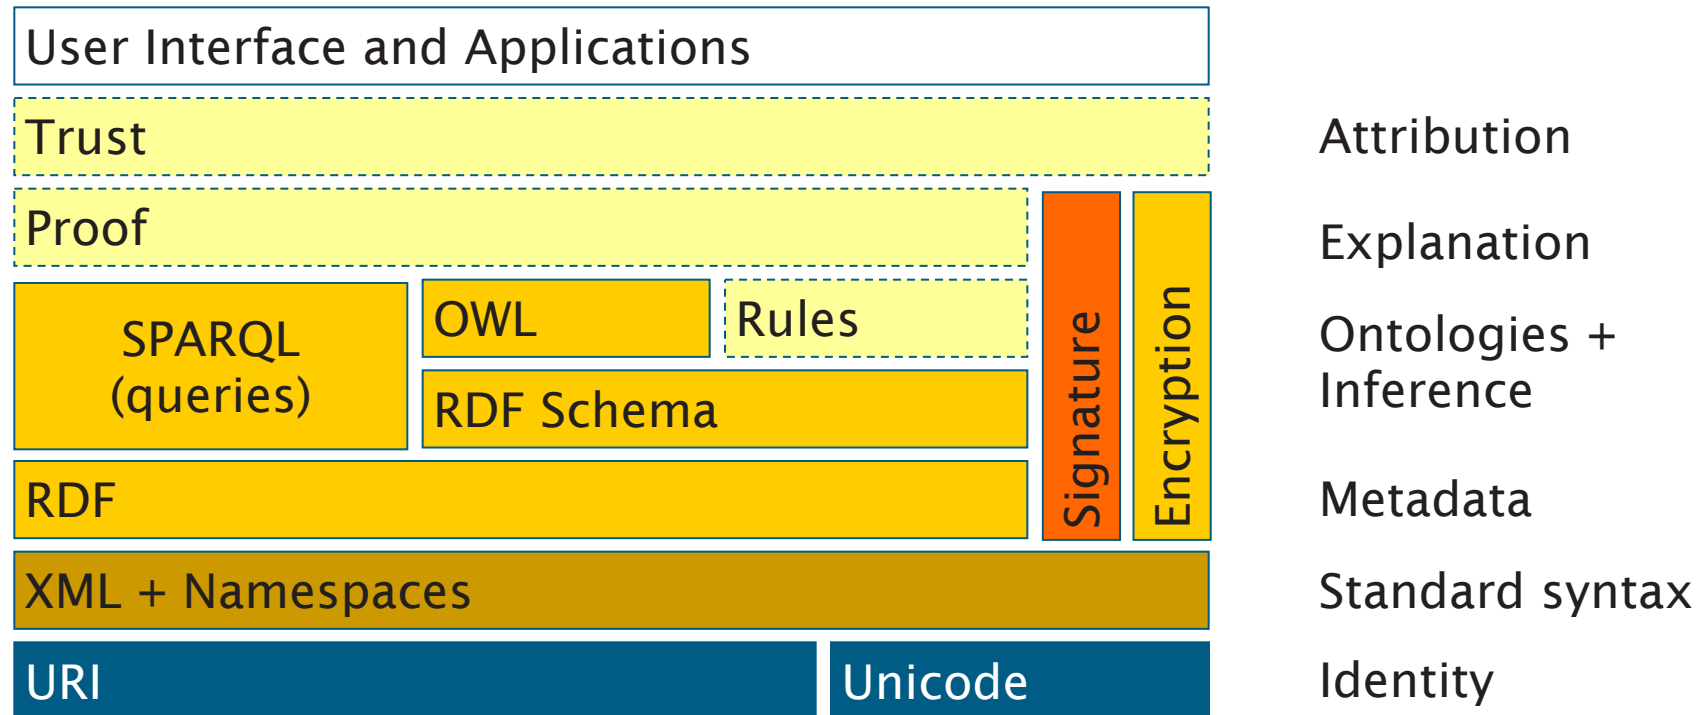 User Interface and Applications
Trust
Attribution
Proof
Explanation
SPARQL
(queries)
OWL
Rules
RDF Schema
Signature
Encryption
Ontologies +
Inference
RDF
Metadata
XML + Namespaces
Standard syntax
URI
Unicode
Identity